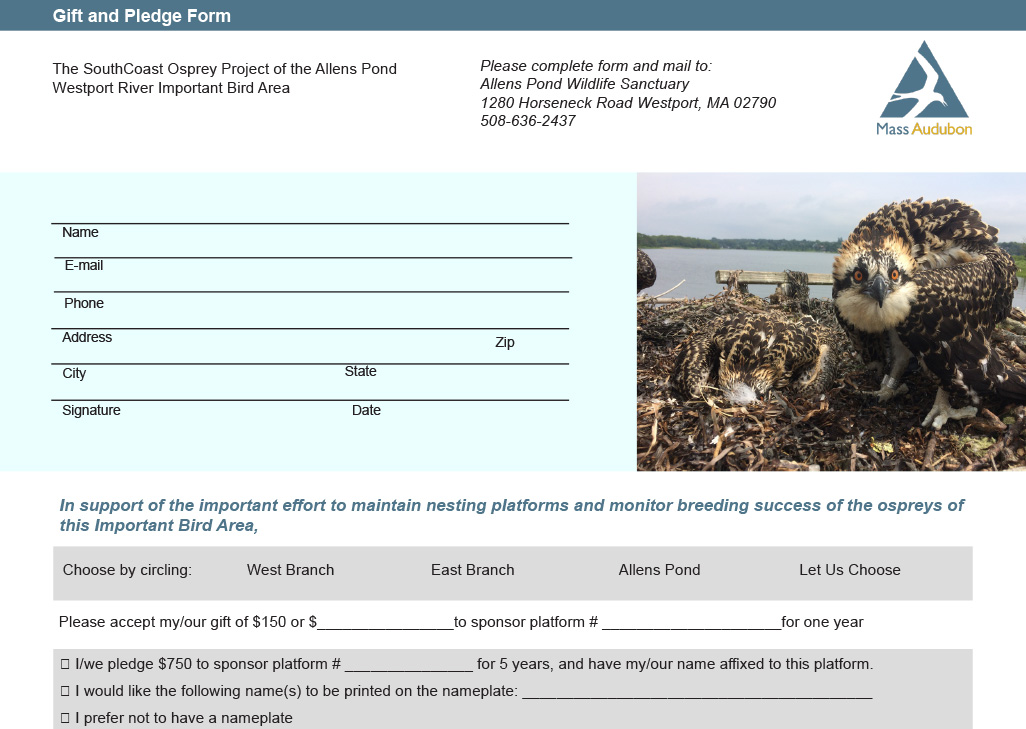 Gift and Pledge Form
The SouthCoast Osprey Project of the Allens Pond
Westport River Important Bird Area
Please complete form and mail to:
Allens Pond Wildlife Sanctuary
1280 Horseneck Road Westport, MA 02790
508-636-2437
Mass Audubon
Name
E-mail
Phone
Address Zip
City State
Signature Date
In support of the important effort to maintain nesting platforms and monitor breeding success of the ospreys of
this Important Bird Area,
Choose by circling: West Branch East Branch Allens Pond Let Us Choose
Please accept my/our gift of $150 or $________________to sponsor platform # _____________________for one year
☐ I/we pledge $750 to sponsor platform # _______________ for 5 years, and have my/our name affixed to this platform.
☐ I would like the following name(s) to be printed on the nameplate: _________________________________________
☐ I prefer not to have a nameplate